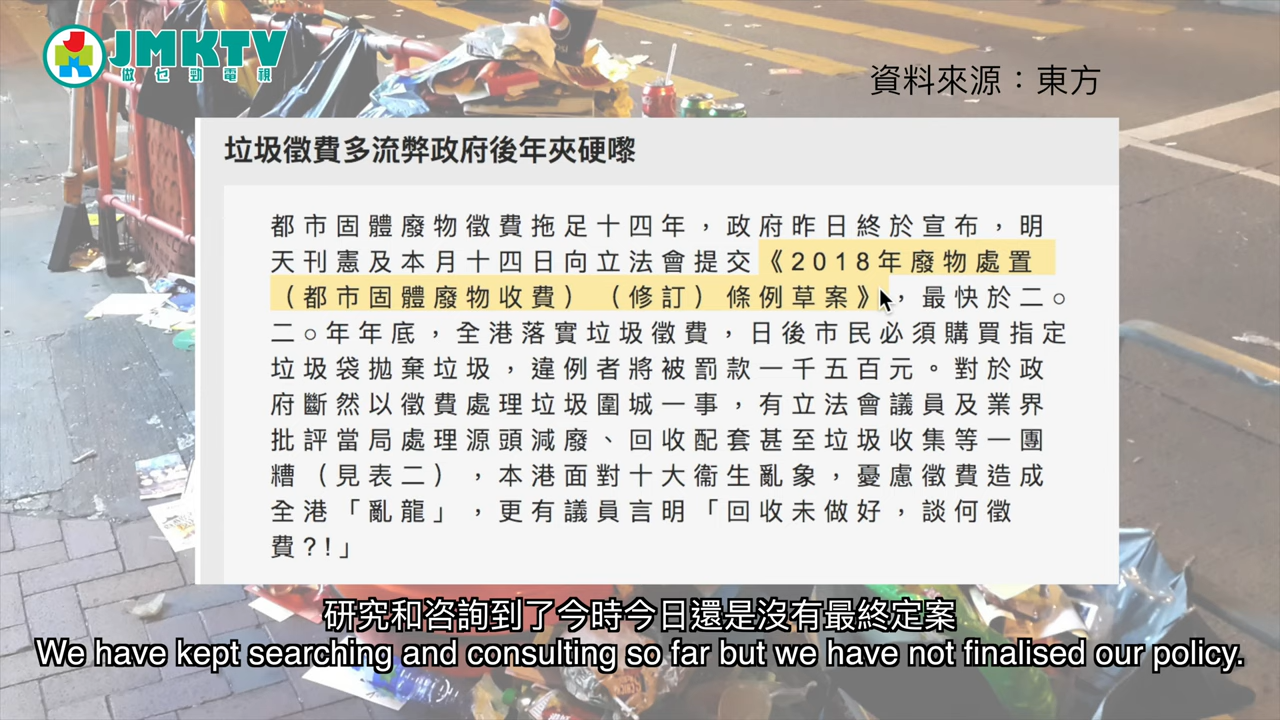 JMKTV
做乜勁電視
資料來源：東方
垃圾徵費多流弊政府後年夾硬嚟
都市固體廢物徵費拖足十四年，政府昨日終於宣布，明
天刊憲及本月十四日向立法會提交《2018年廢物處置
（都市固體廢物收費）（修訂）條例草案》，最快於二○
二○年年底，全港落實垃圾徵費，日後市民必須購買指定
垃圾袋拋棄垃圾，違例者將被罰款一千五百元。對於政
府斷然以徵費處理垃圾圍城一事，有立法會議員及業界
批評當局處理源頭減廢、回收配套甚至垃圾收集等一團
糟（見表二），本港面對十大衞生亂象，憂慮徵費造成
全港「亂龍」，更有議員言明「回收未做好，談何徵
費?!」
研究和咨詢到了今時今日還是沒有最終定案
We have kept searching and consulting so far but we have not finalised our policy.